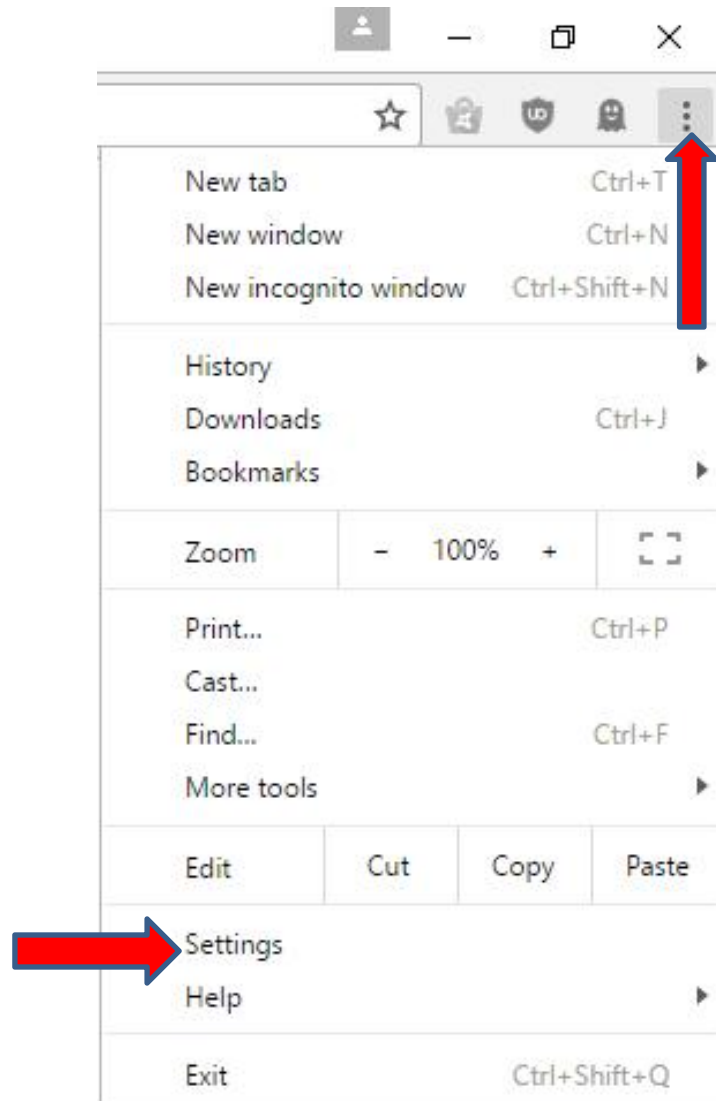 New tab Ctrl+T
New window Ctrl+N
New incognito window Ctrl+Shift+N
History
Downloads Ctrl+J
Bookmarks
Zoom - 100% +
Print... Ctrl+P
Cast...
Find... Ctrl+F
More tools
Edit Cut Copy Paste
Settings
Help
Exit Ctrl+Shift+Q